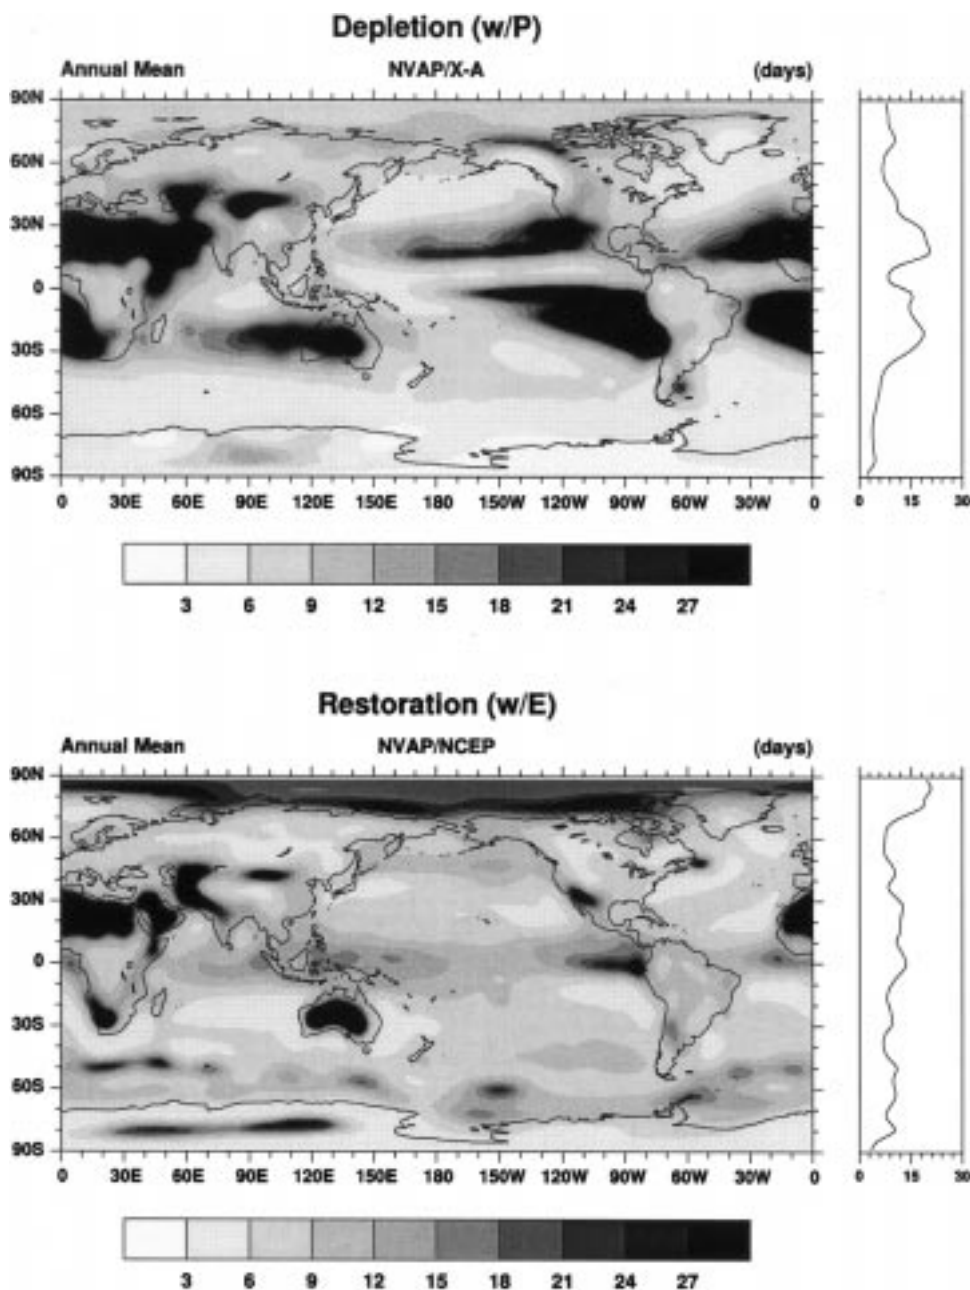 Depletion (w/P)
Annual Mean NVAP/X-A (days)
90N
60N
30N
0
30S
60S
90S
0 30E 60E 90E 120E 150E 180 150W 120W 90W 60W 30W 0
0 15 30
3 6 9 12 15 18 21 24 27
Restoration (w/E)
Annual Mean NVAP/NCEP (days)
90N
60N
30N
0
30S
60S
90S
0 30E 60E 90E 120E 150E 180 150W 120W 90W 60W 30W 0
0 15 30
3 6 9 12 15 18 21 24 27